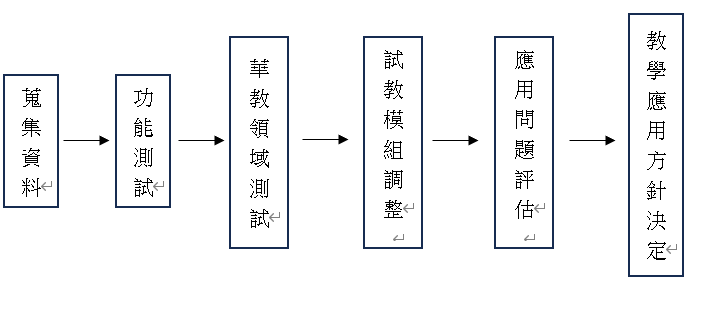 蒐集資料
功能測試
華教領域測試
試教模組調整
應用問題評估
教學應用方針決定